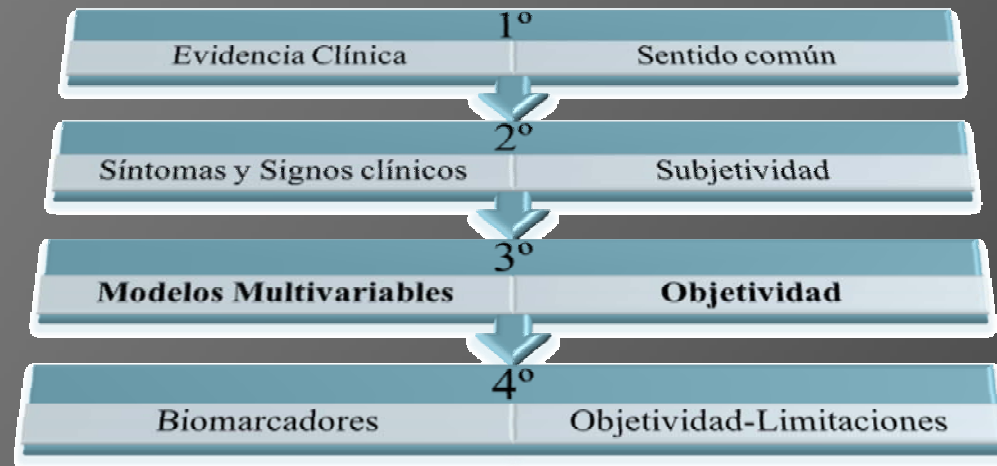 1º
Evidencia Clínica Sentido común
2º
Síntomas y Signos clínicos Subjetividad
3º
Modelos Multivariables Objetividad
4º
Biomarcadores Objetividad-Limitaciones